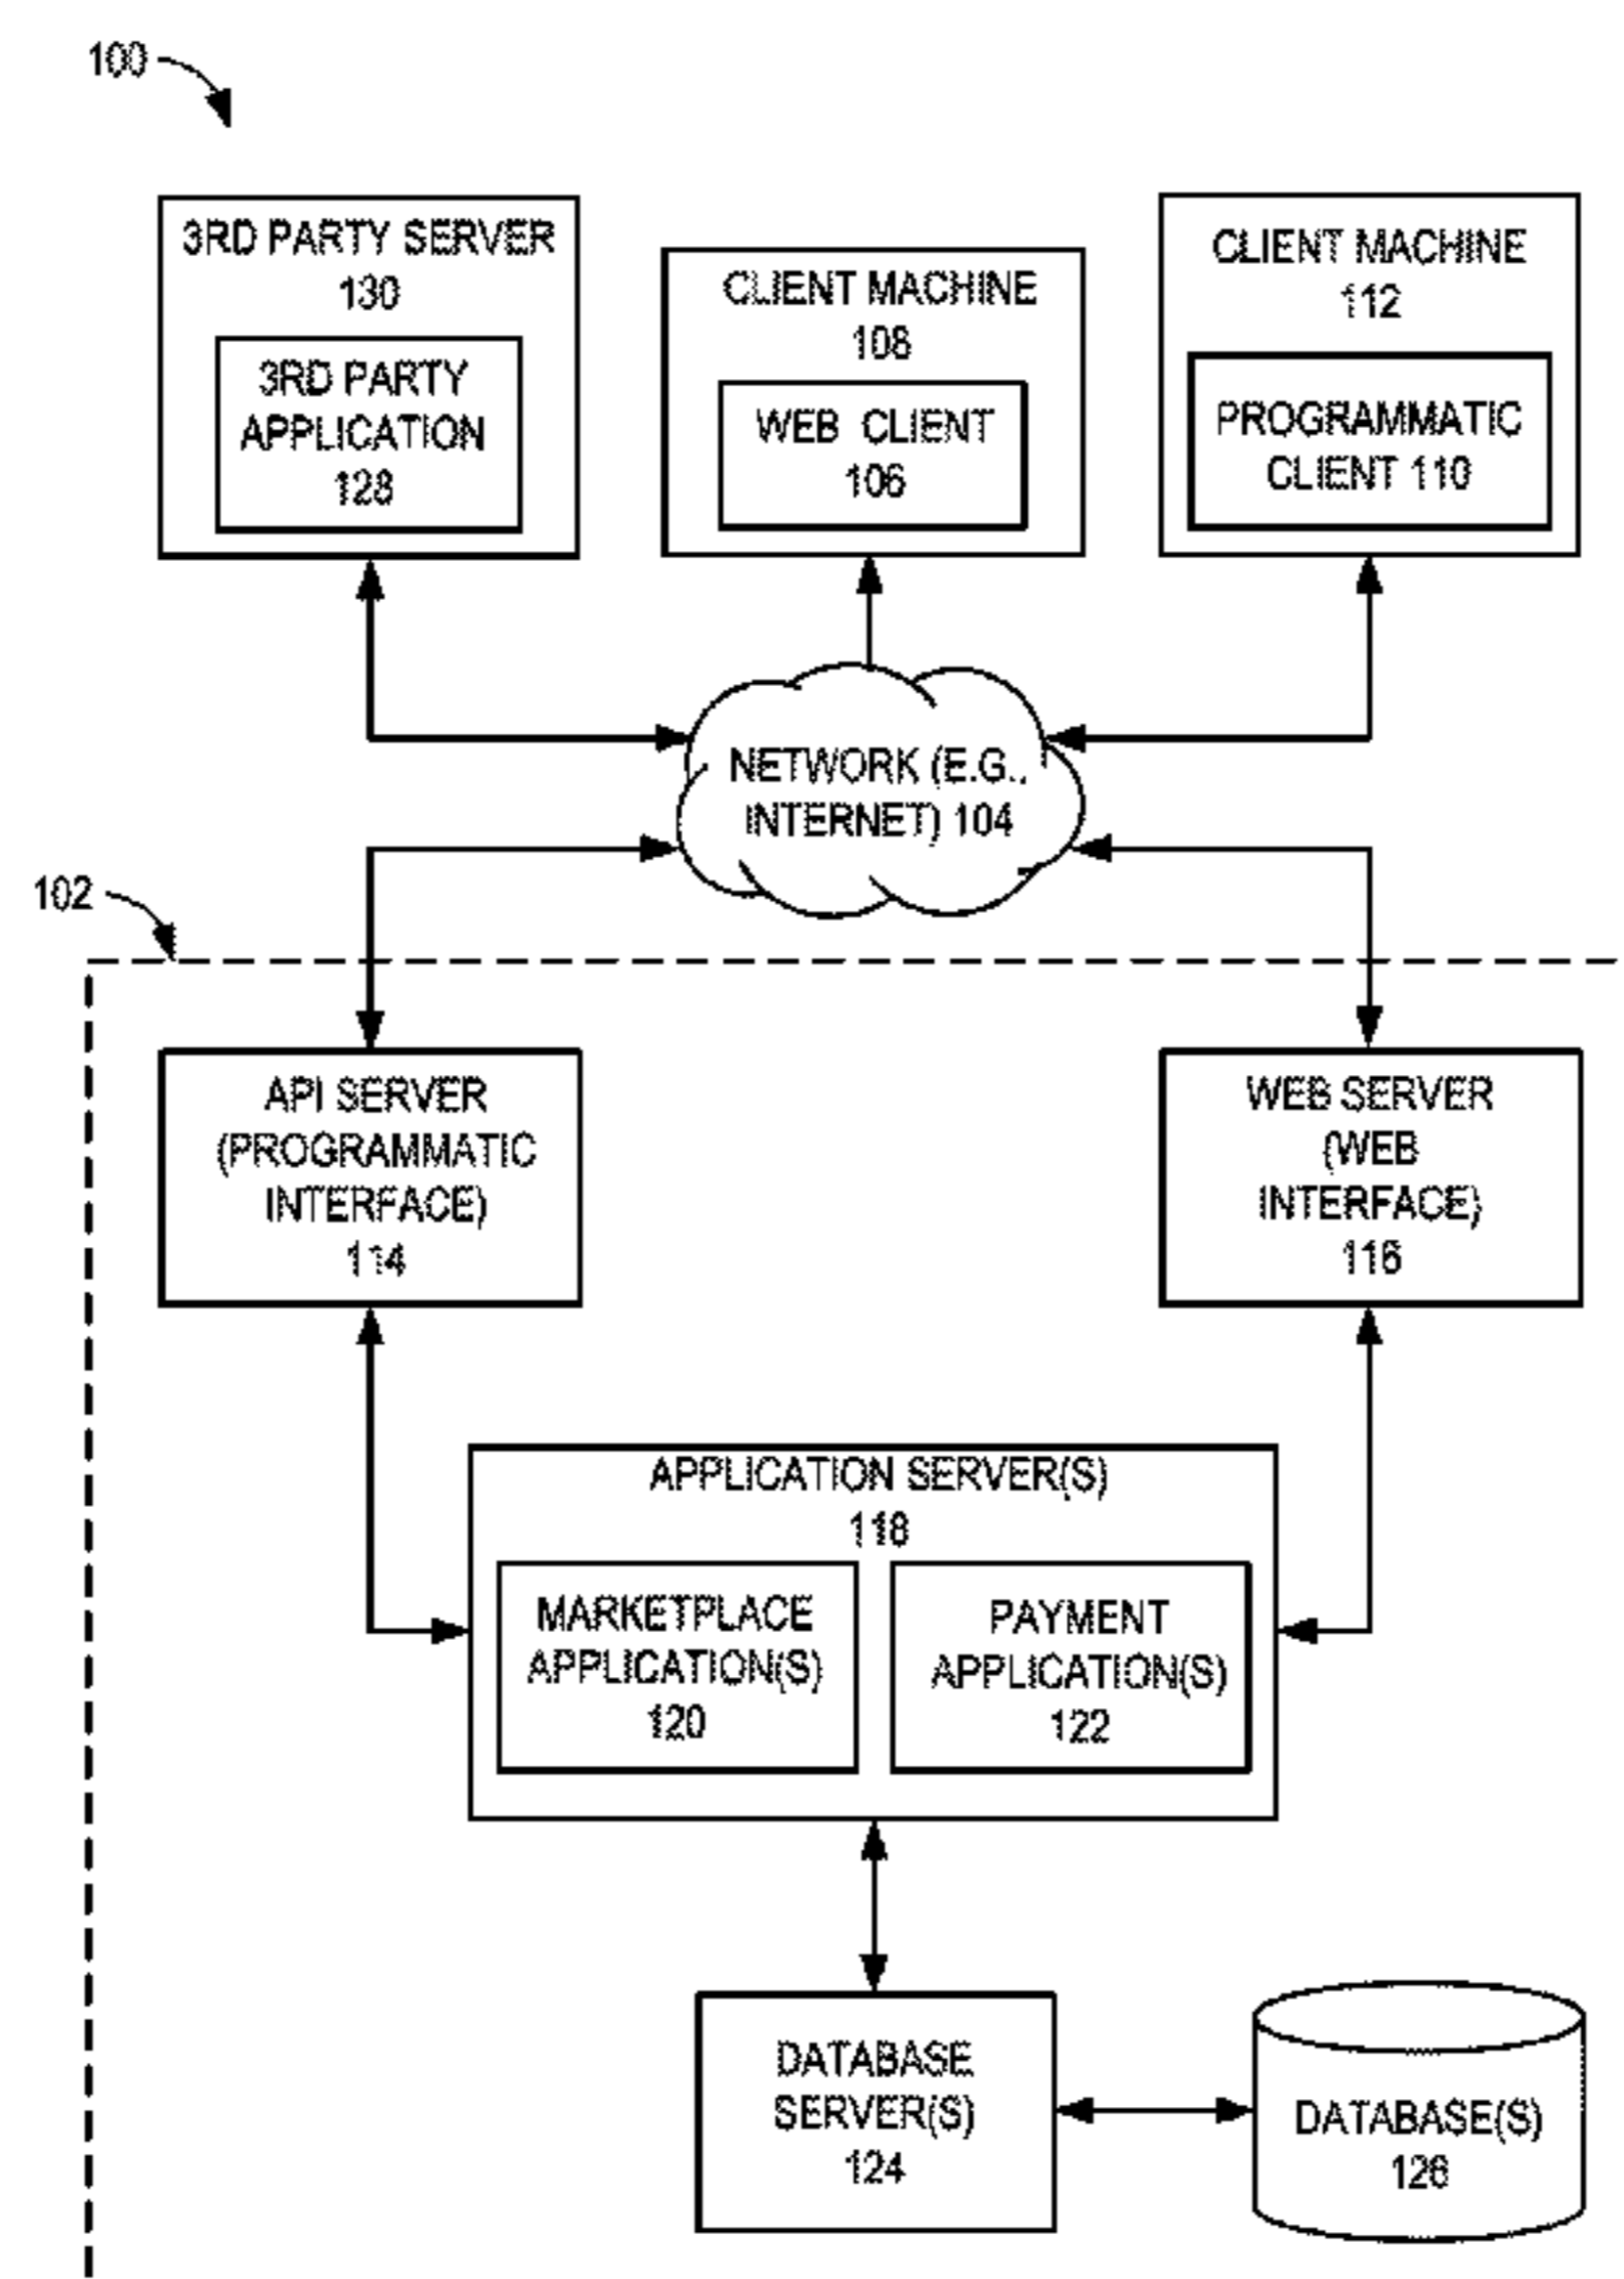 100
3RD PARTY SERVER
130
3RD PARTY
APPLICATION
128
CLIENT MACHINE
108
WEB CLIENT
106
CLIENT MACHINE
112
PROGRAMMATIC
CLIENT 110
NETWORK (E.G.,
INTERNET) 104
102
API SERVER
(PROGRAMMATIC
INTERFACE)
114
WEB SERVER
(WEB
INTERFACE)
116
APPLICATION SERVER(S)
118
MARKETPLACE
APPLICATION(S)
120
PAYMENT
APPLICATION(S)
122
DATABASE
SERVER(S)
124
DATABASE(S)
126